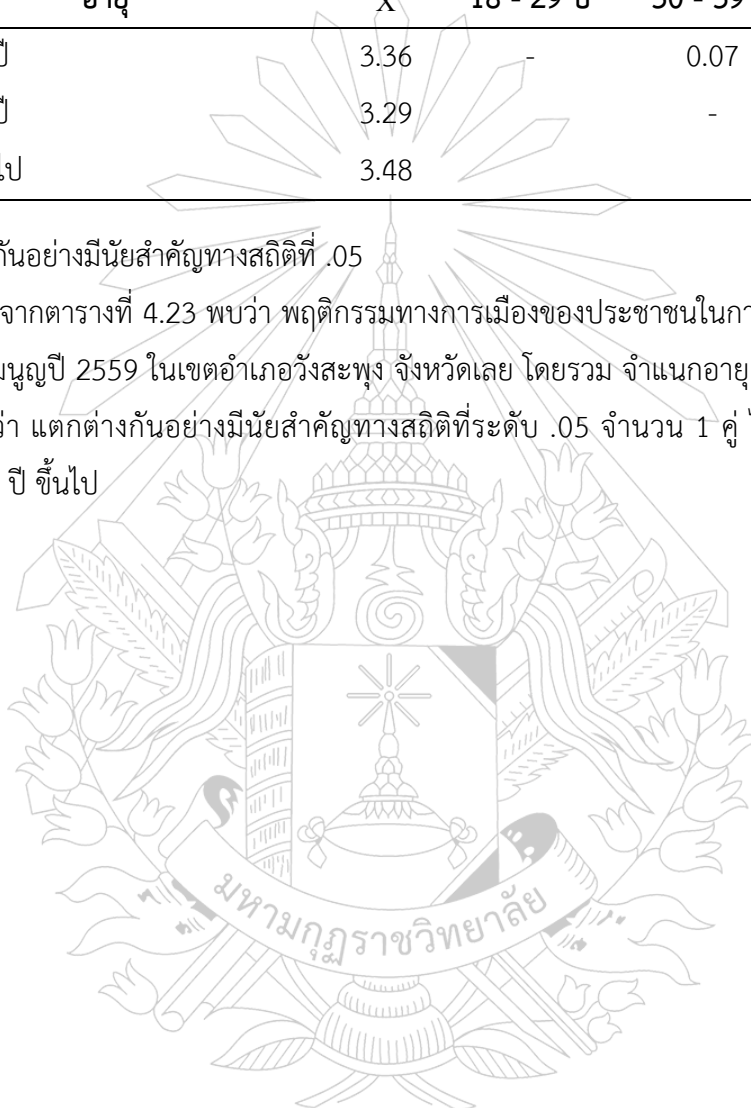 อายุ X 18 - 29 ปี
ปี 3.36 - 0.07
ปี 3.29 -
ไป 3.48
กันอย่างมีนัยสำคัญทางสถิติที่ .05
จากตารางที่ 4.23 พบว่า พฤติกรรมทางการเมืองของประชาชนในกา
นูญปี 2559 ในเขตอำเภอวังสะพุง จังหวัดเลย โดยรวม จำแนกอายุ
ว่า แตกต่างกันอย่างมีนัยสำคัญทางสถิติที่ระดับ .05 จำนวน 1 คู่
ปี ขึ้นไป
มหามกุฏราชวิทยาลัย